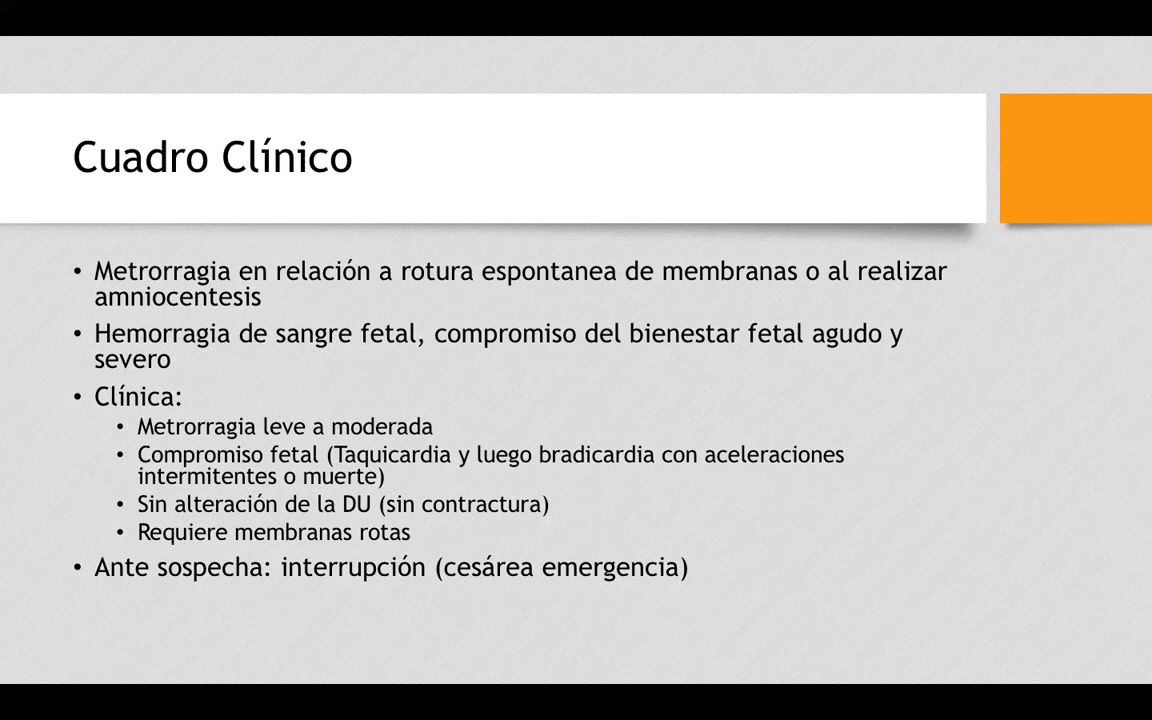 Cuadro Clínico
• Metrorragia en relación a rotura espontanea de membranas o al realizar
amniocentesis
• Hemorragia de sangre fetal, compromiso del bienestar fetal agudo y
severo
• Clínica:
• Metrorragia leve a moderada
• Compromiso fetal (Taquicardia y luego bradicardia con aceleraciones
intermitentes o muerte)
• Sin alteración de la DU (sin contractura)
• Requiere membranas rotas
• Ante sospecha: interrupción (cesárea emergencia)